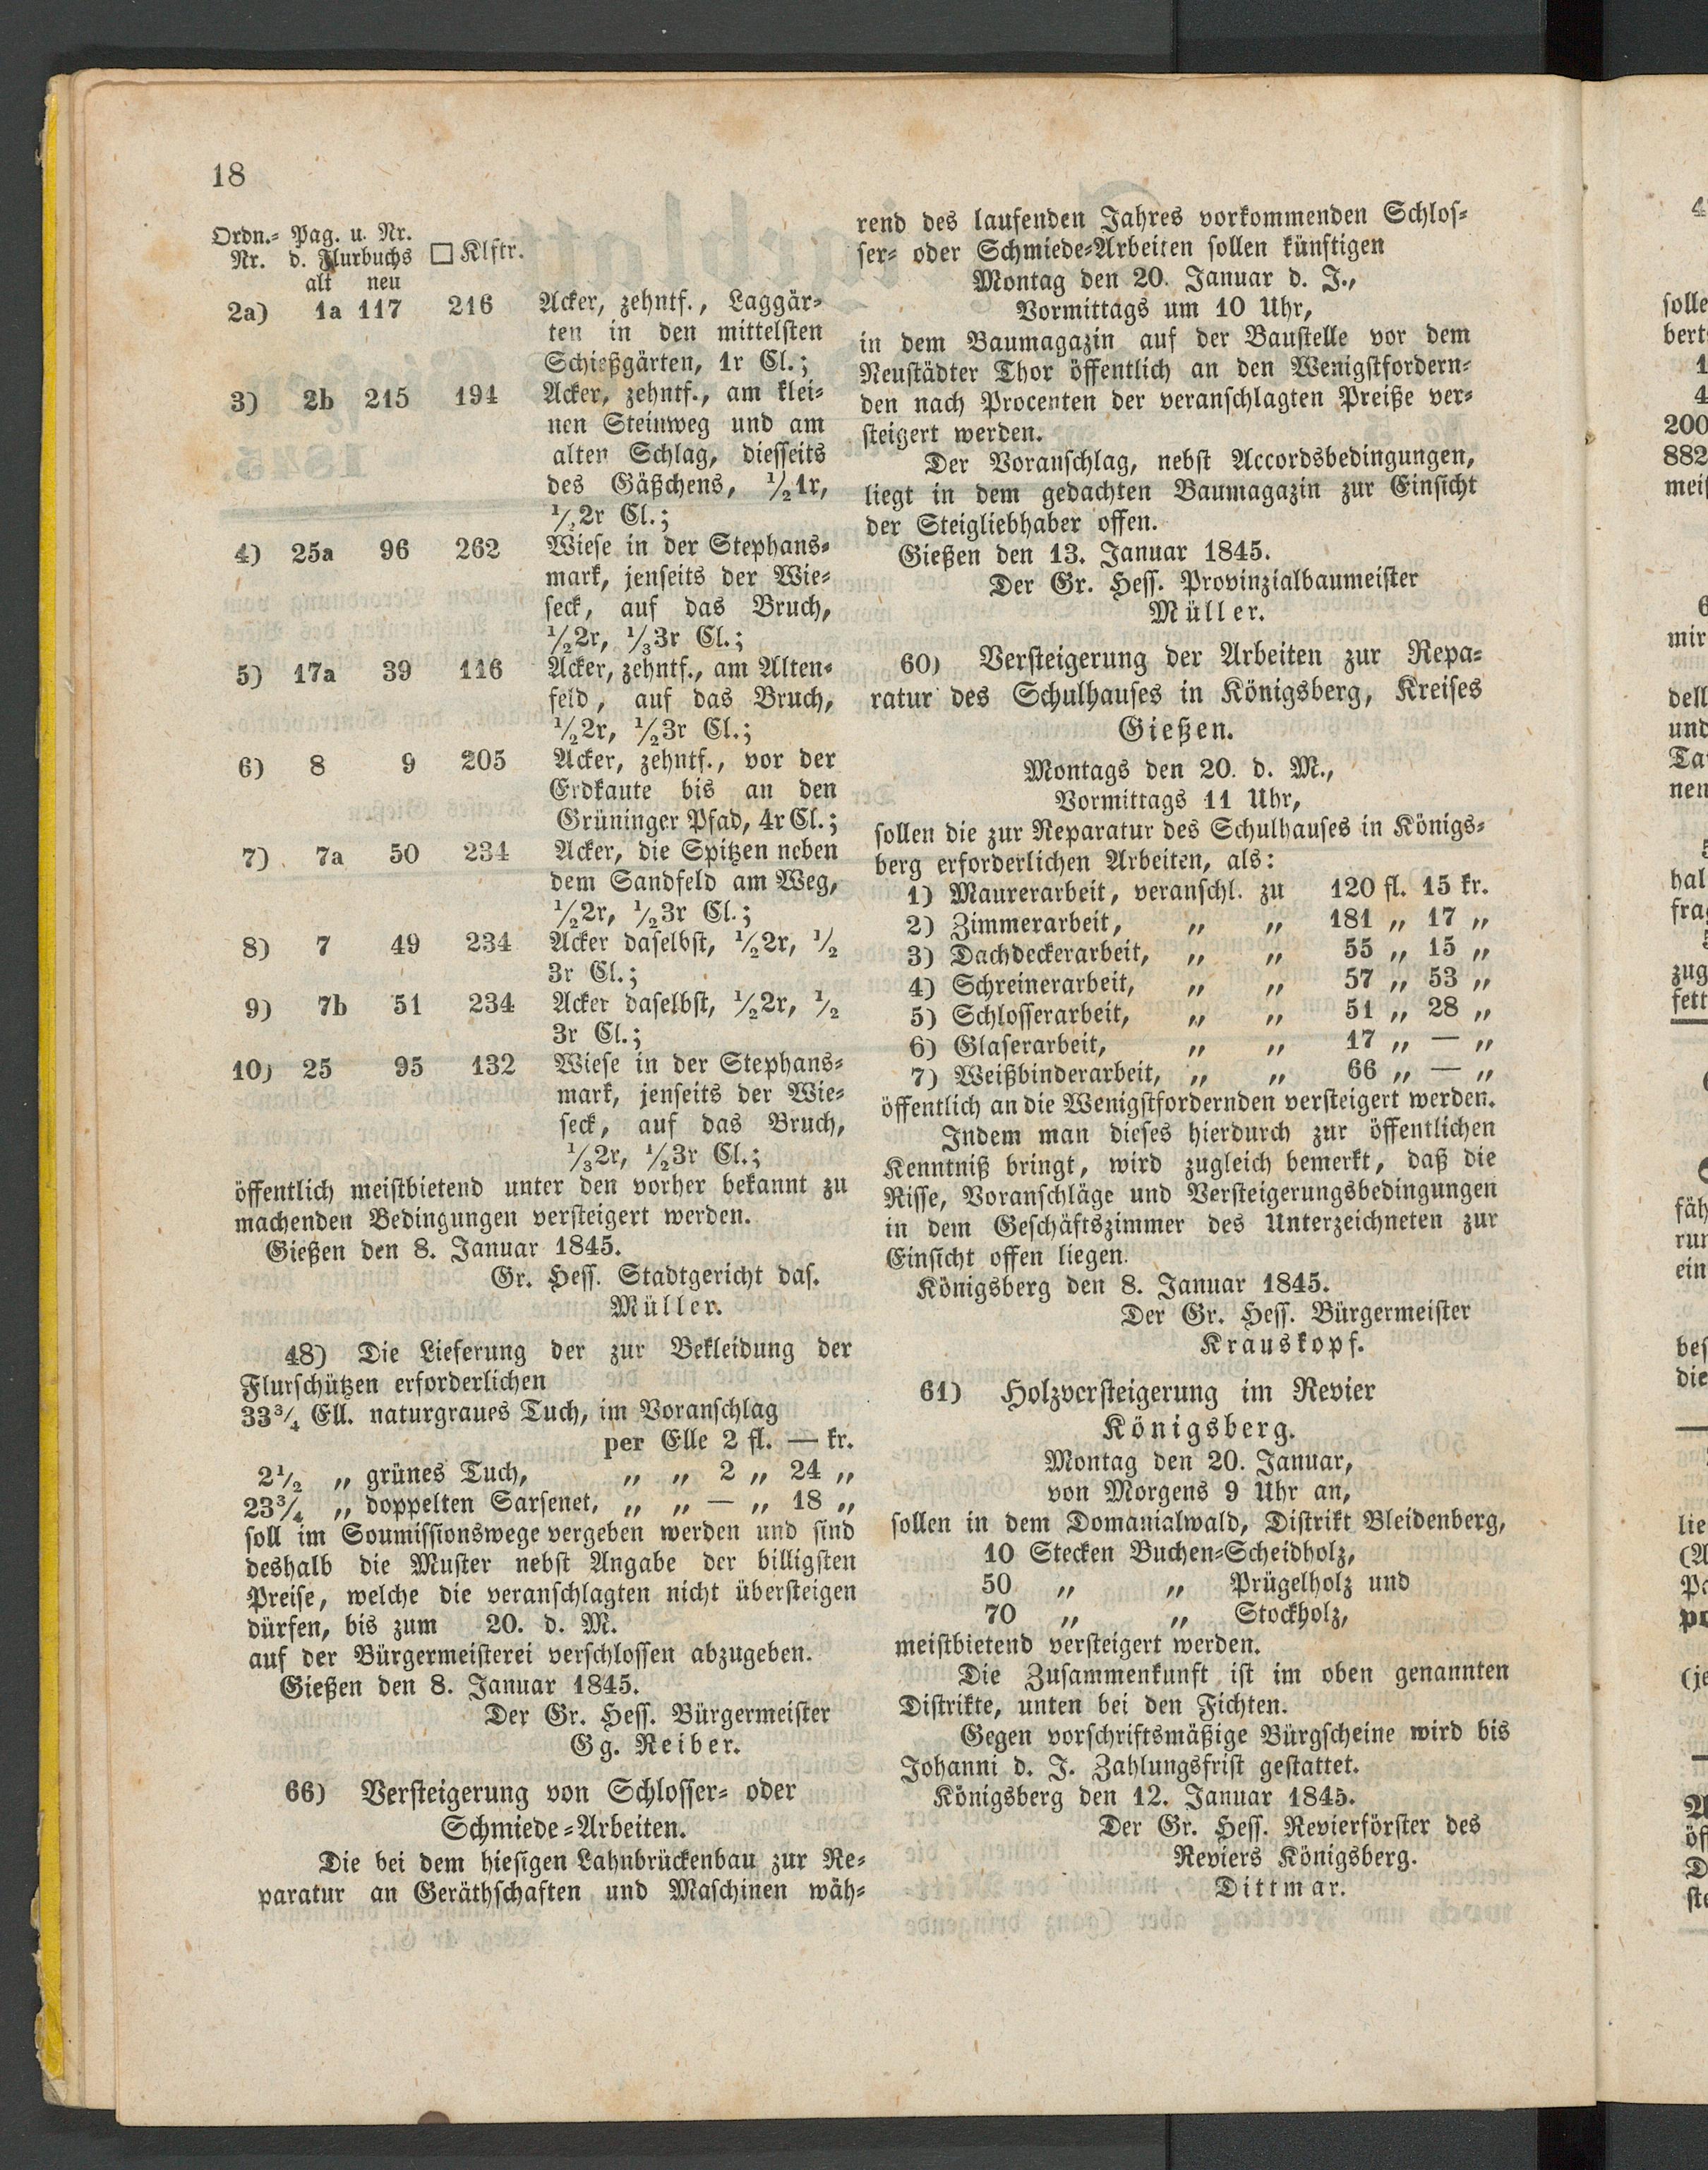 18
Ordn.- Pag. u. Nr.
Nr. d. Flurbuchs □ Klftr.
alt neu
2a) 1a 117 216 Acker, zehntf., Laggär-
ten in den mittelsten
Schießgärten, 1r Cl.;
3) 2b 215 194 Acker, zehntf., am klei-
nen Steinweg und am
alten Schlag, diesseits
des Gäßchens, ½1r,
½2r Cl.;
4) 25a 96 262 Wiese in der Stephans-
mark, jenseits der Wie-
seck, auf das Bruch,
½2r, ⅓3r Cl.;
5) 17a 39 116 Acker, zehntf., am Alten-
feld, auf das Bruch,
½2r, ½3r Cl.;
6) 8 9 205 Acker, zehntf., vor der
Erdkaute bis an den
Grüninger Pfad, 4r Cl.;
7) 7a 50 234 Acker, die Spitzen neben
dem Sandfeld am Weg,
½2r, ½3r Cl.;
8) 7 49 234 Acker daselbst, ½2r, ½
3r Cl.;
9) 7b 51 234 Acker daselbst, ½2r, ½
3r Cl.;
10) 25 95 132 Wiese in der Stephans-
mark, jenseits der Wie-
seck, auf das Bruch,
⅓2r, ½3r Cl.;
öffentlich meistbietend unter den vorher bekannt zu
machenden Bedingungen versteigert werden.
Gießen den 8. Januar 1845.
Gr. Hess. Stadtgericht das.
Müller.
48) Die Lieferung der zur Bekleidung der
Flurschützen erforderlichen
33¾ Ell. naturgraues Tuch, im Voranschlag
per Elle 2 fl. — kr.
2½ „ grünes Tuch, „ „ 2 „ 24 „
23¾ „ doppelten Sarsenet, „ „ — „ 18 „
soll im Soumissionswege vergeben werden und sind
deshalb die Muster nebst Angabe der billigsten
Preise, welche die veranschlagten nicht übersteigen
dürfen, bis zum 20. d. M.
auf der Bürgermeisterei verschlossen abzugeben.
Gießen den 8. Januar 1845.
Der Gr. Hess. Bürgermeister
Gg. Reiber.
66) Versteigerung von Schlosser- oder
Schmiede-Arbeiten.
Die bei dem hiesigen Lahnbrückenbau zur Re-
paratur an Geräthschaften und Maschinen wäh-
rend des laufenden Jahres vorkommenden Schlos-
ser- oder Schmiede-Arbeiten sollen künftigen
Montag den 20. Januar d. J.,
Vormittags um 10 Uhr,
in dem Baumagazin auf der Baustelle vor dem
Neustädter Thor öffentlich an den Wenigstfordern-
den nach Procenten der veranschlagten Preiße ver-
steigert werden.
Der Voranschlag, nebst Accordsbedingungen,
liegt in dem gedachten Baumagazin zur Einsicht
der Steigliebhaber offen.
Gießen den 13. Januar 1845.
Der Gr. Hess. Provinzialbaumeister
Müller.
60) Versteigerung der Arbeiten zur Repa-
ratur des Schulhauses in Königsberg, Kreises
Gießen.
Montags den 20. d. M.,
Vormittags 11 Uhr,
sollen die zur Reparatur des Schulhauses in Königs-
berg erforderlichen Arbeiten, als:
1) Maurerarbeit, veranschl. zu 120 fl. 15 kr.
2) Zimmerarbeit, „ „ 181 „ 17 „
3) Dachdeckerarbeit, „ „ 55 „ 15 „
4) Schreinerarbeit, „ „ 57 „ 53 „
5) Schlosserarbeit, „ „ 51 „ 28 „
6) Glaserarbeit, „ „ 17 „ — „
7) Weißbinderarbeit, „ „ 66 „ — „
öffentlich an die Wenigstfordernden versteigert werden.
Indem man dieses hierdurch zur öffentlichen
Kenntniß bringt, wird zugleich bemerkt, daß die
Risse, Voranschläge und Versteigerungsbedingungen
in dem Geschäftszimmer des Unterzeichneten zur
Einsicht offen liegen.
Königsberg den 8. Januar 1845.
Der Gr. Hess. Bürgermeister
Krauskopf.
61) Holzversteigerung im Revier
Königsberg.
Montag den 20. Januar,
von Morgens 9 Uhr an,
sollen in dem Domanialwald, Distrikt Bleidenberg,
10 Stecken Buchen-Scheidholz,
50 „ „ Prügelholz und
70 „ „ Stockholz,
meistbietend versteigert werden.
Die Zusammenkunft ist im oben genannten
Distrikte, unten bei den Fichten.
Gegen vorschriftsmäßige Bürgscheine wird bis
Johanni d. J. Zahlungsfrist gestattet.
Königsberg den 12. Januar 1845.
Der Gr. Hess. Revierförster des
Reviers Königsberg.
Dittmar.